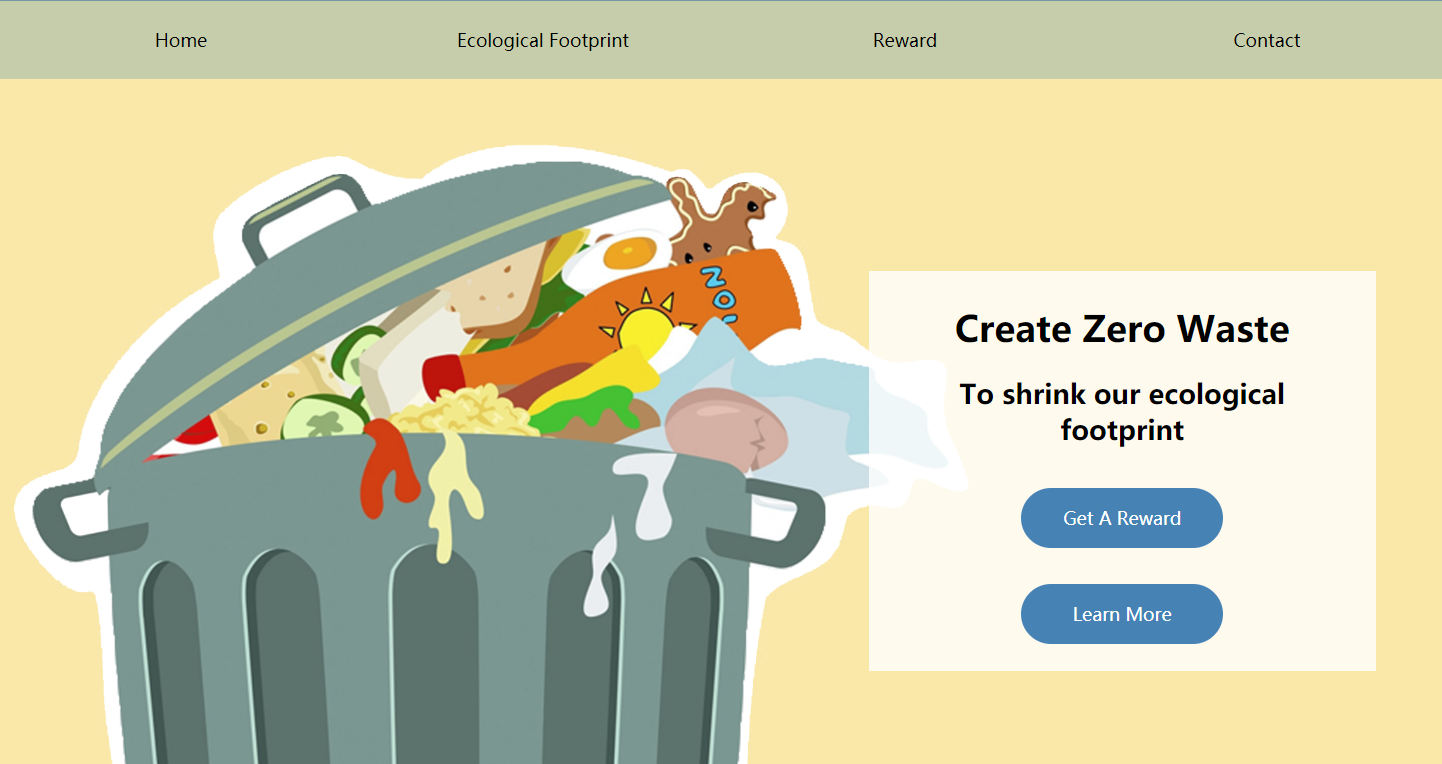 Home
Ecological Footprint
Reward
Contact
Create Zero Waste
To shrink our ecological
footprint
Get A Reward
Learn More